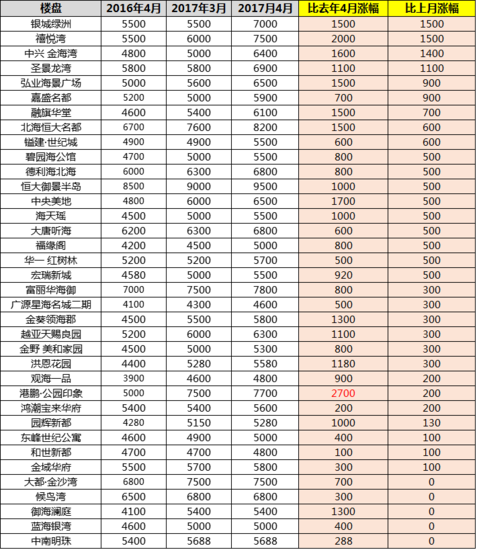 楼盘 2016年4月 2017年3月 2017月4月 比去年4月涨幅 比上月涨幅
银城绿洲 5500 5500 7000 1500 1500
禧悦湾 5500 6000 7500 2000 1500
中兴 金海湾 4800 5000 6400 1600 1400
圣景龙湾 5800 5800 6900 1100 1100
弘业海景广场 5000 5600 6500 1500 900
嘉盛名都 5200 5000 5900 700 900
融旗华堂 4600 5400 6100 1500 700
北海恒大名都 6700 7600 8200 1500 600
镒建·世纪城 4900 4900 5500 600 600
碧园海公馆 4700 5000 5500 800 500
德利海北海 6000 6300 6800 800 500
恒大御景半岛 8500 9000 9500 1000 500
中央美地 4800 6000 6500 1700 500
海天瑶 4500 5000 5500 1000 500
大唐听海 6200 6300 6800 600 500
福缘阁 4200 4500 5000 800 500
华一 红树林 5200 5200 5700 500 500
宏瑞新城 4580 5000 5500 920 500
富丽华海御 7000 7500 7800 800 300
广源星海名城二期 4100 4300 4600 500 300
金葵领海郡 4500 5500 5800 1300 300
越亚天赐良园 5200 6000 6300 1100 300
金野 美和家园 4500 5000 5300 800 300
洪恩花园 4400 5280 5580 1180 300
观海一品 3900 4600 4800 900 200
港鹏·公园印象 5000 7500 7700 2700 200
鸿潮宝来华府 5400 5400 5600 200 200
园辉新都 4280 5150 5280 1000 130
东峰世纪公寓 4600 4900 5000 400 100
和世新都 4700 4700 4800 100 100
金域华府 5500 5700 5800 300 100
大都·金沙湾 6800 7500 7500 700 0
候鸟湾 6500 6800 6800 300 0
御海澜庭 4100 5400 5400 1300 0
蓝海银湾 4600 5000 5000 400 0
中南明珠 5400 5688 5688 288 0